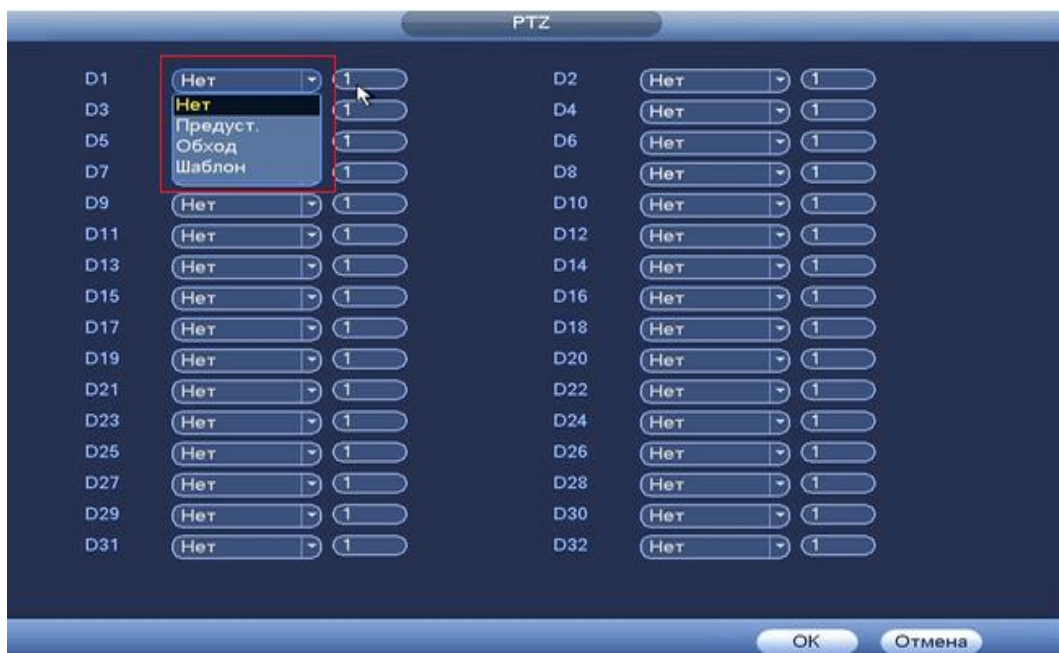 PTZ
D1 Нет 1 D2 Нет 1
Нет
D3 1 D4 Нет 1
Предуст.
D5 Обход 1 D6 Нет 1
D7 Шаблон 1 D8 Нет 1
D9 Нет 1 D10 Нет 1
D11 Нет 1 D12 Нет 1
D13 Нет 1 D14 Нет 1
D15 Нет 1 D16 Нет 1
D17 Нет 1 D18 Нет 1
D19 Нет 1 D20 Нет 1
D21 Нет 1 D22 Нет 1
D23 Нет 1 D24 Нет 1
D25 Нет 1 D26 Нет 1
D27 Нет 1 D28 Нет 1
D29 Нет 1 D30 Нет 1
D31 Нет 1 D32 Нет 1
OK Отмена